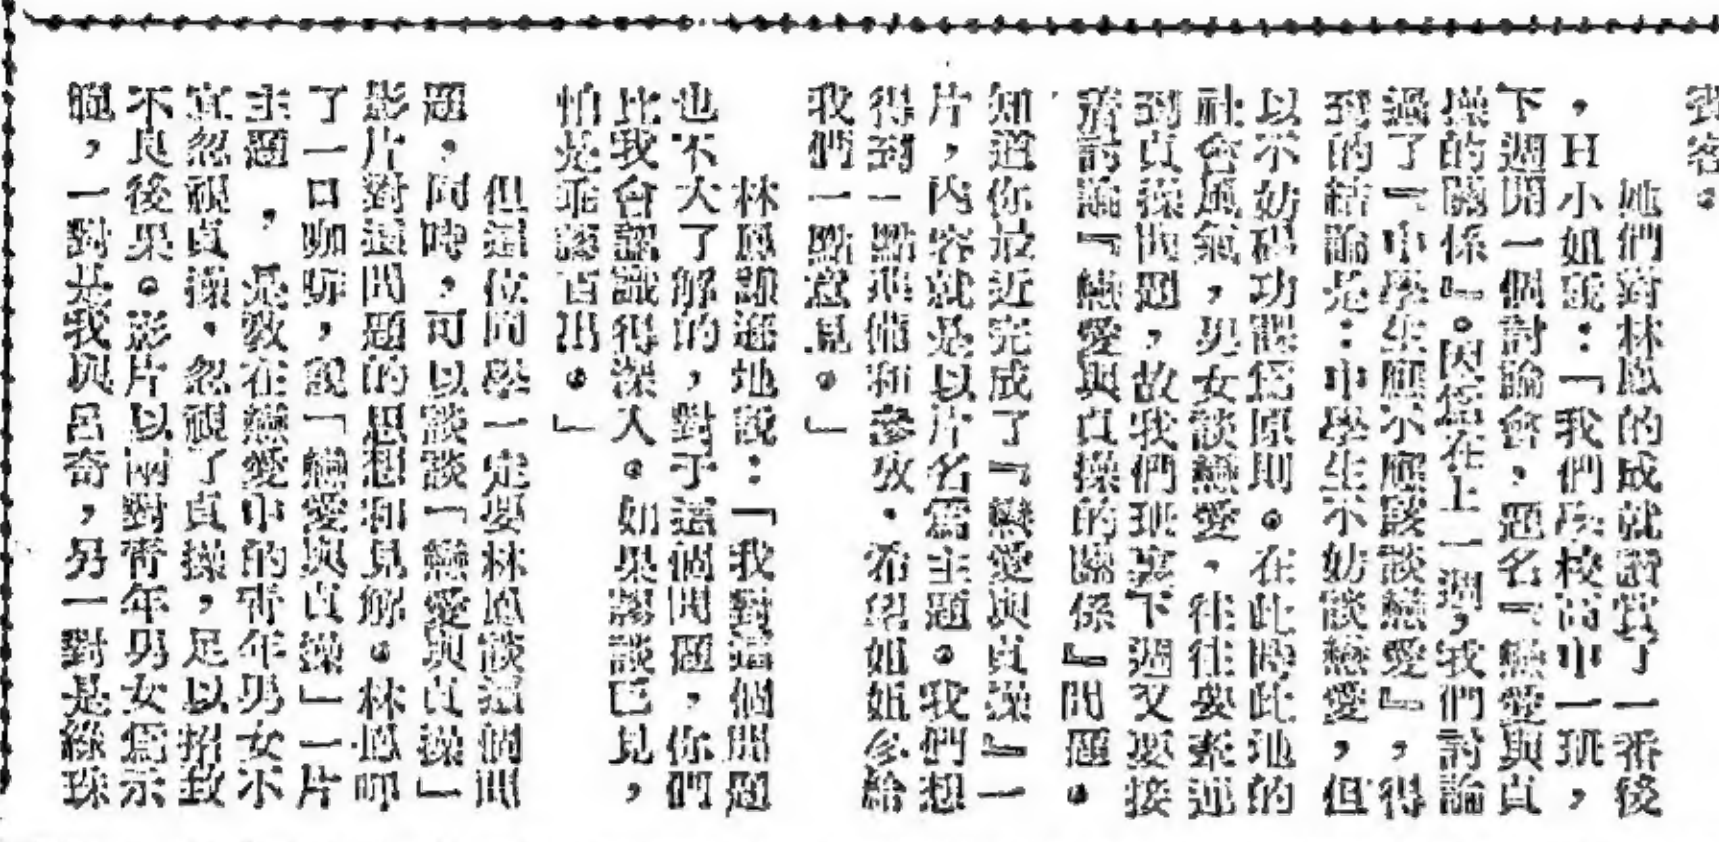 賓客。
她們對林鳳的成就讚賞了一番後
，H小姐說：「我們學校高中一班，
下週開一個討論會，題名『戀愛與貞
操的關係』。因為在上一週，我們討論
過了『中學生應不應該談戀愛』，得
到的結論是：中學生不妨談戀愛，但
以不妨碍功課為原則。在此時此地的
社會風氣，男女談戀愛，往往要牽連
到貞操問題，故我們班裏下週又要接
着討論『戀愛與貞操的關係』問題。
知道你最近完成了『戀愛與貞操』一
片，內容就是以片名為主題。我們想
得到一點準備和參攷，希望姐姐多給
我們一點意見。」
林鳳謙遜地說：「我對這個問題
也不大了解的，對于這個問題，你們
比我會認識得深入。如果將談己見，
怕是乖謬百出。」
但這位同學一定要林鳳談這個問
題，同時，可以談談「戀愛與貞操」
影片對這問題的思想和見解。林鳳呷
了一口咖啡，說「戀愛與貞操」一片
主題，是教在戀愛中的青年男女不
宜忽視貞操，忽視了貞操，足以招致
不良後果。影片以兩對青年男女為示
範，一對是我與呂奇，另一對是綠珠